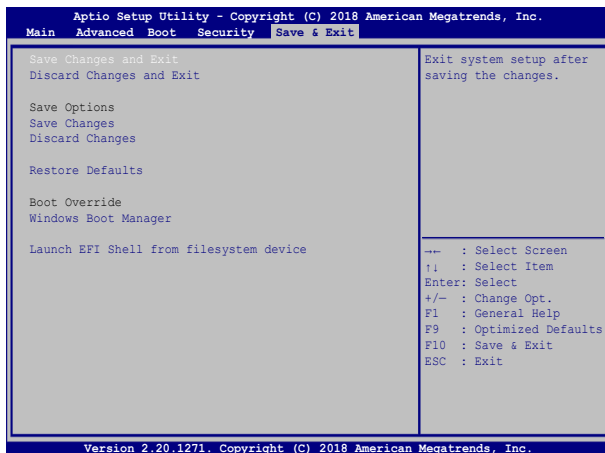 Aptio Setup Utility - Copyright (C) 2018 American Megatrends, Inc.
Main Advanced Boot Security Save & Exit
Save Changes and Exit
Discard Changes and Exit
Save Options
Save Changes
Discard Changes
Restore Defaults
Boot Override
Windows Boot Manager
Launch EFI Shell from filesystem device
Exit system setup after
saving the changes.
→← : Select Screen
↑↓ : Select Item
Enter: Select
+/— : Change Opt.
F1 : General Help
F9 : Optimized Defaults
F10 : Save & Exit
ESC : Exit
Version 2.20.1271. Copyright (C) 2018 American Megatrends, Inc.